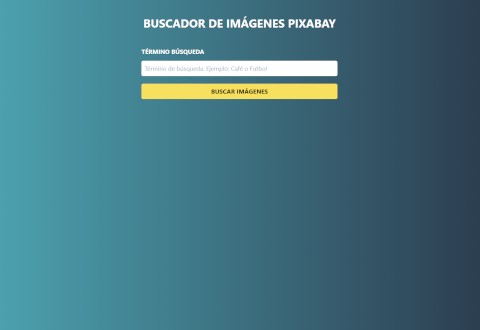 BUSCADOR DE IMÁGENES PIXABAY
TÉRMINO BÚSQUEDA
Término de búsqueda. Ejemplo: Café o Futbol
BUSCAR IMÁGENES